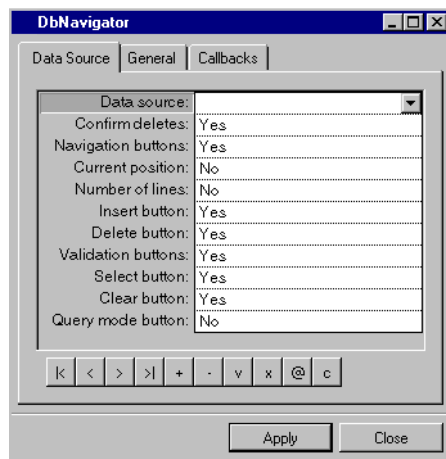 DbNavigator
Data Source General Callbacks
Data source:
Confirm deletes: Yes
Navigation buttons: Yes
Current position: No
Number of lines: No
Insert button: Yes
Delete button: Yes
Validation buttons: Yes
Select button: Yes
Clear button: Yes
Query mode button: No
|< < > >| + - v x @ c
Apply Close